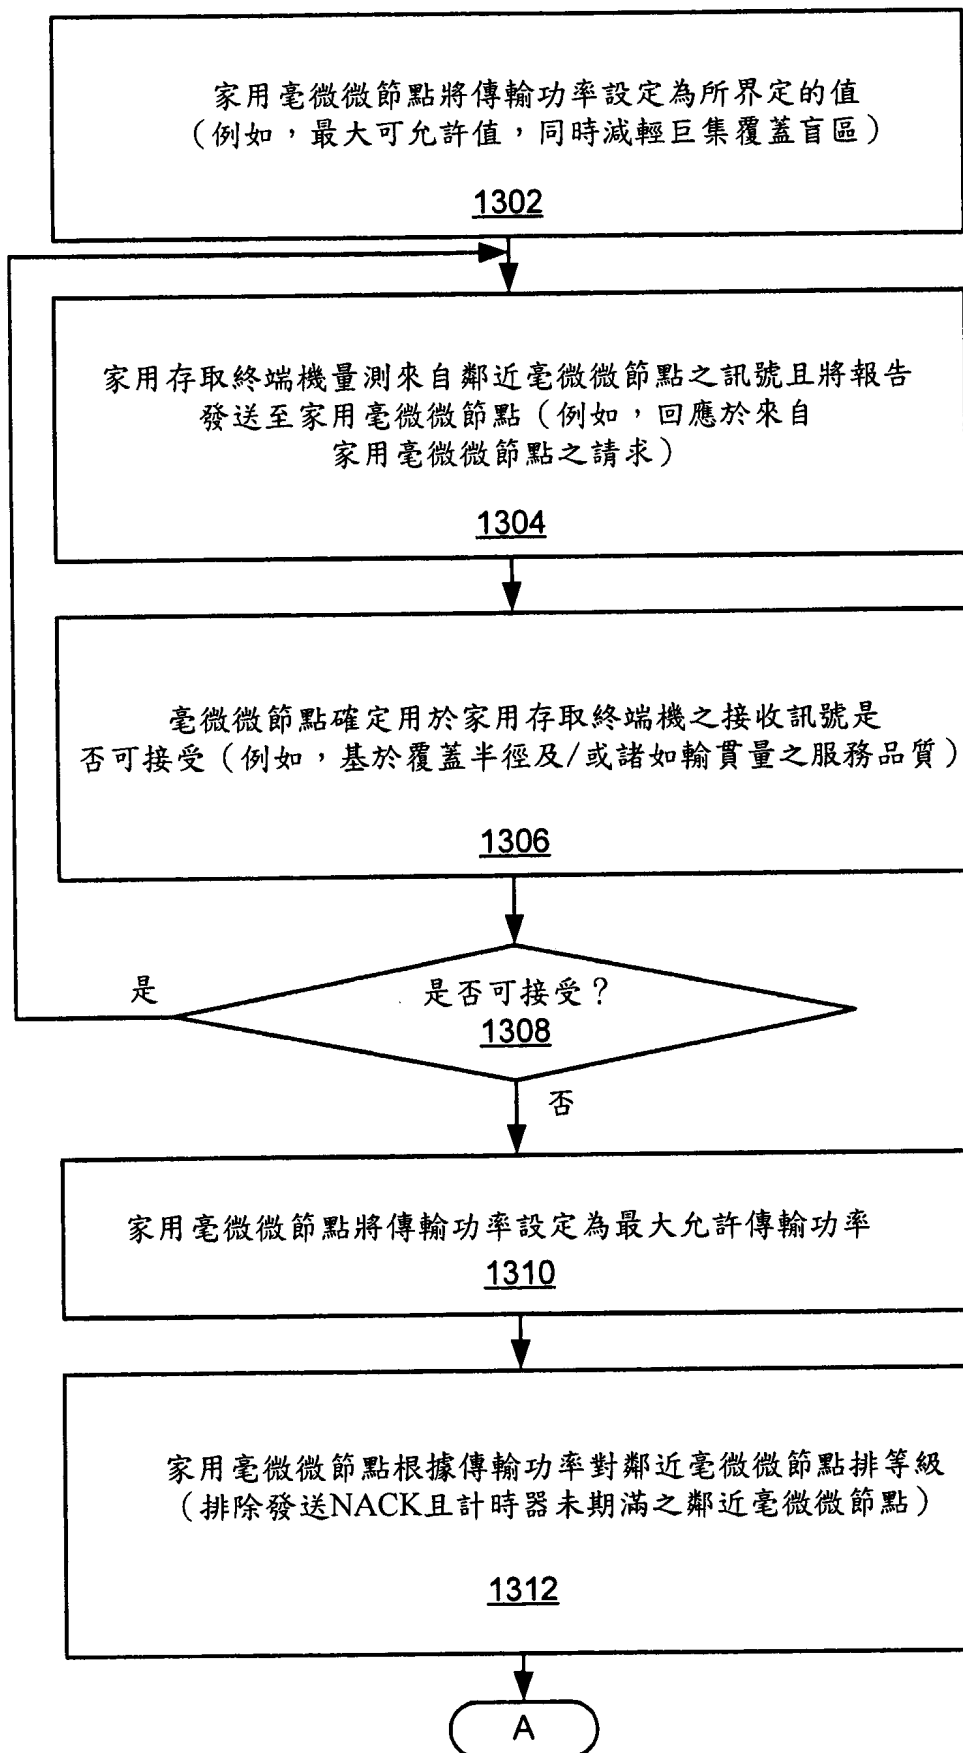 家用毫微微節點將傳輸功率設定為所界定的值
（例如，最大可允許值，同時減輕巨集覆蓋盲區）
1302
家用存取終端機量測來自鄰近毫微微節點之訊號且將報告
發送至家用毫微微節點（例如，回應於來自
家用毫微微節點之請求）
1304
毫微微節點確定用於家用存取終端機之接收訊號是
否可接受（例如，基於覆蓋半徑及/或諸如輸貫量之服務品質）
1306
是
是否可接受？
1308
否
家用毫微微節點將傳輸功率設定為最大允許傳輸功率
1310
家用毫微微節點根據傳輸功率對鄰近毫微微節點排等級
（排除發送NACK且計時器未期滿之鄰近毫微微節點）
1312
A